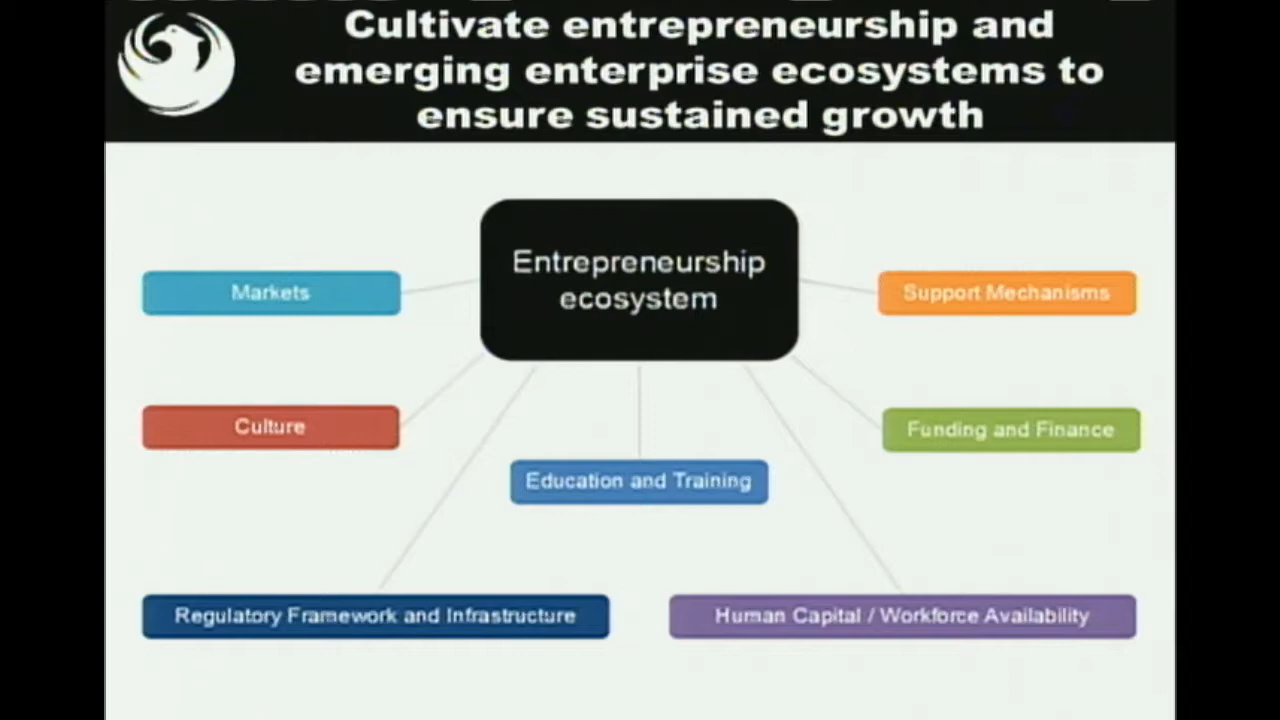 Cultivate entrepreneurship and
emerging enterprise ecosystems to
ensure sustained growth
Entrepreneurship
ecosystem
Markets
Support Mechanisms
Culture
Funding and Finance
Education and Training
Regulatory Framework and Infrastructure
Human Capital / Workforce Availability